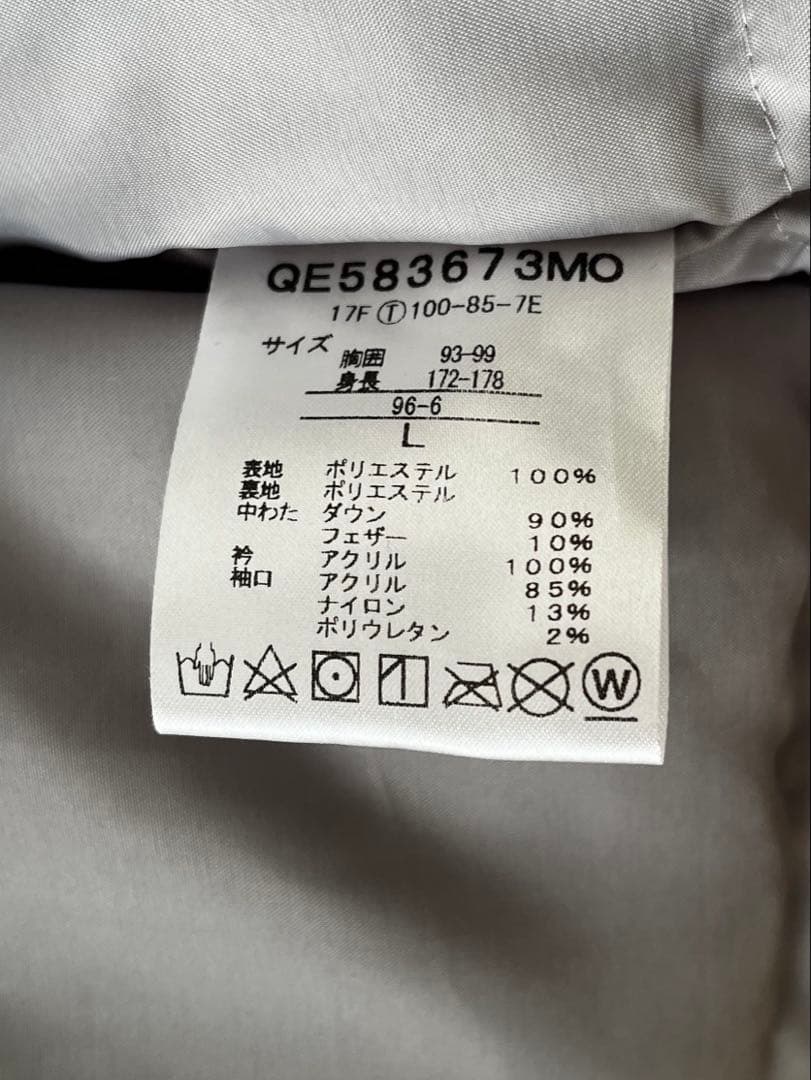 QE583673MO
17F Ⓣ 100-85-7E
サイズ 胸囲 93-99
身長 172-178
96-6
L
表地 ポリエステル 100%
裏地 ポリエステル
中わた ダウン 90%
フェザー 10%
衿 アクリル 100%
袖口 アクリル 85%
ナイロン 13%
ポリウレタン 2%
W